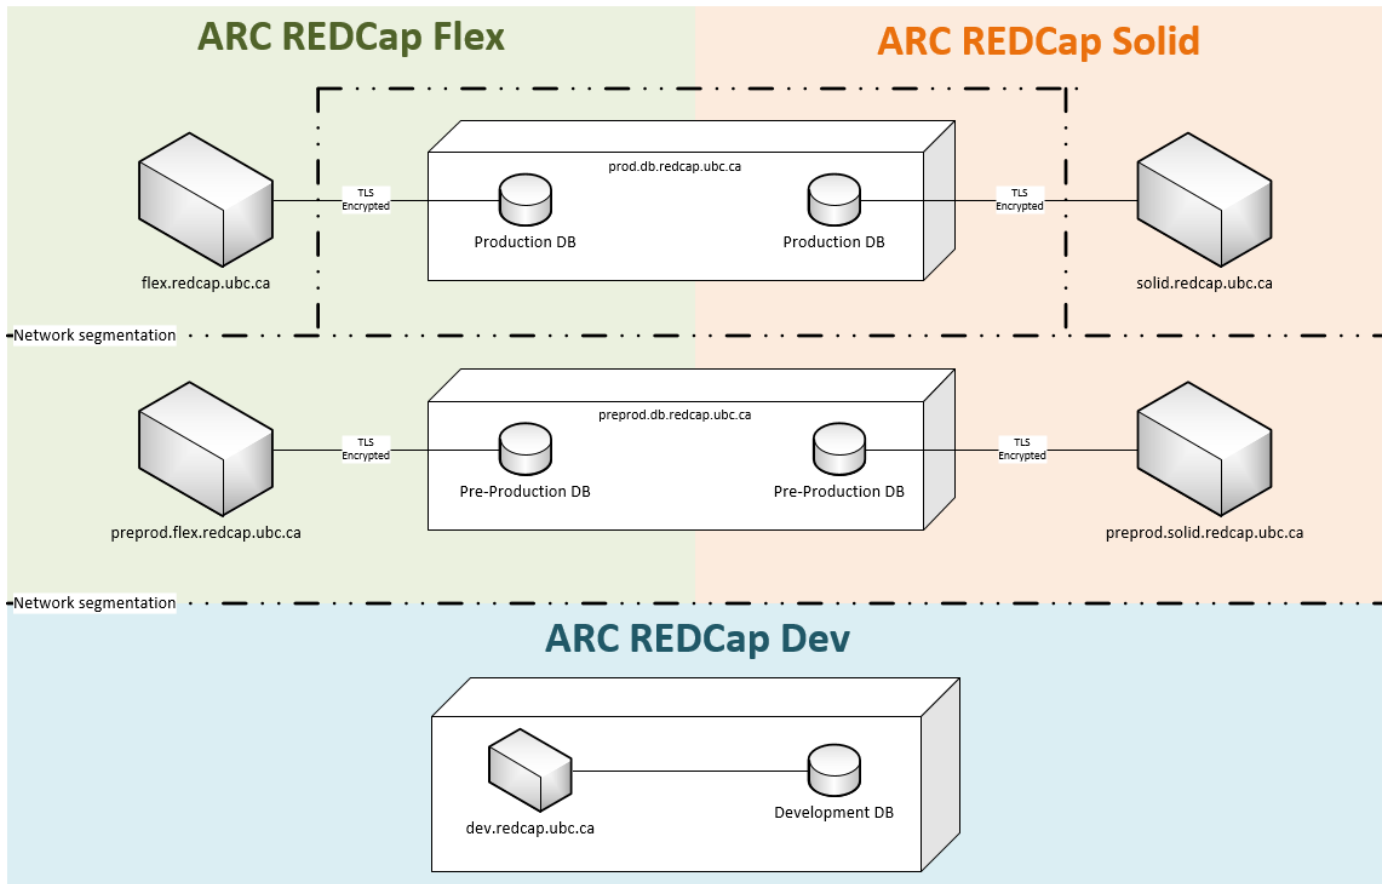 ARC REDCap Flex
ARC REDCap Solid
prod.db.redcap.ubc.ca
TLS
Encrypted
TLS
Encrypted
Production DB
Production DB
flex.redcap.ubc.ca
solid.redcap.ubc.ca
Network segmentation
preprod.db.redcap.ubc.ca
TLS
Encrypted
TLS
Encrypted
Pre-Production DB
Pre-Production DB
preprod.flex.redcap.ubc.ca
preprod.solid.redcap.ubc.ca
Network segmentation
ARC REDCap Dev
dev.redcap.ubc.ca
Development DB